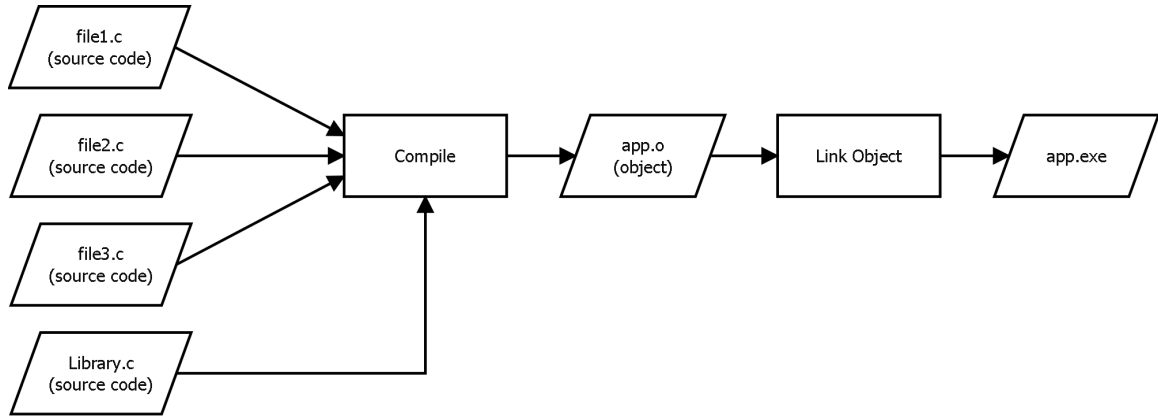 file1.c
(source code)
file2.c
(source code)
file3.c
(source code)
Library.c
(source code)
Compile
app.o
(object)
Link Object
app.exe